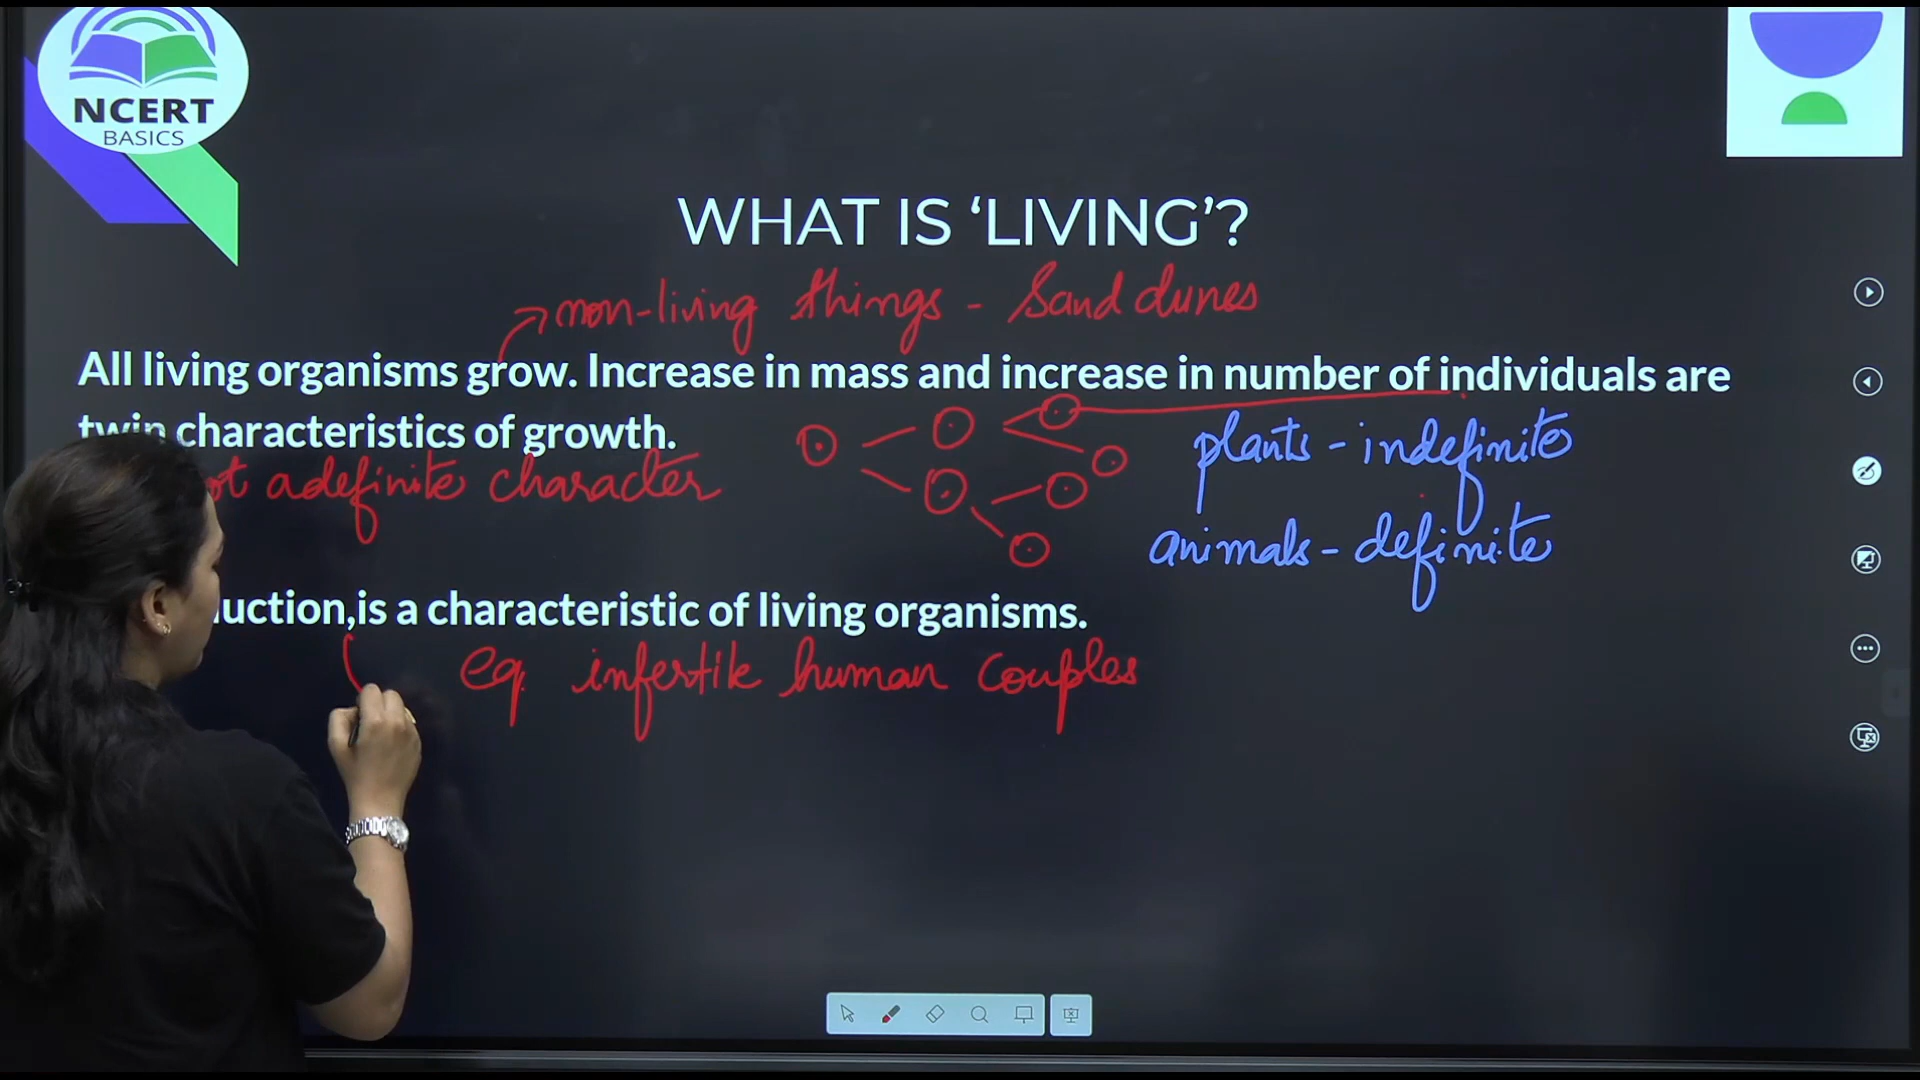 NCERT
BASICS
WHAT IS ‘LIVING’?
non-living things - Sand dunes
All living organisms grow. Increase in mass and increase in number of individuals are
twin characteristics of growth.
plants - indefinite
a definite character
animals - definite
is a characteristic of living organisms.
eg. infertile human couples